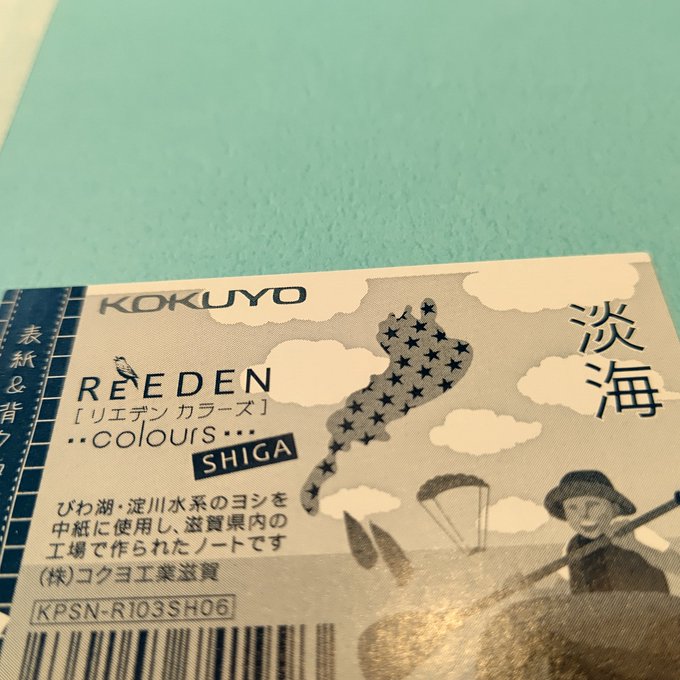 KOKUYO
淡海
表紙&背
REEDEN
[リエデン カラーズ]
··colours···
SHIGA
びわ湖・淀川水系のヨシを
中紙に使用し、滋賀県内の
工場で作られたノートです
(株)コクヨ工業滋賀
KPSN-R103SH06